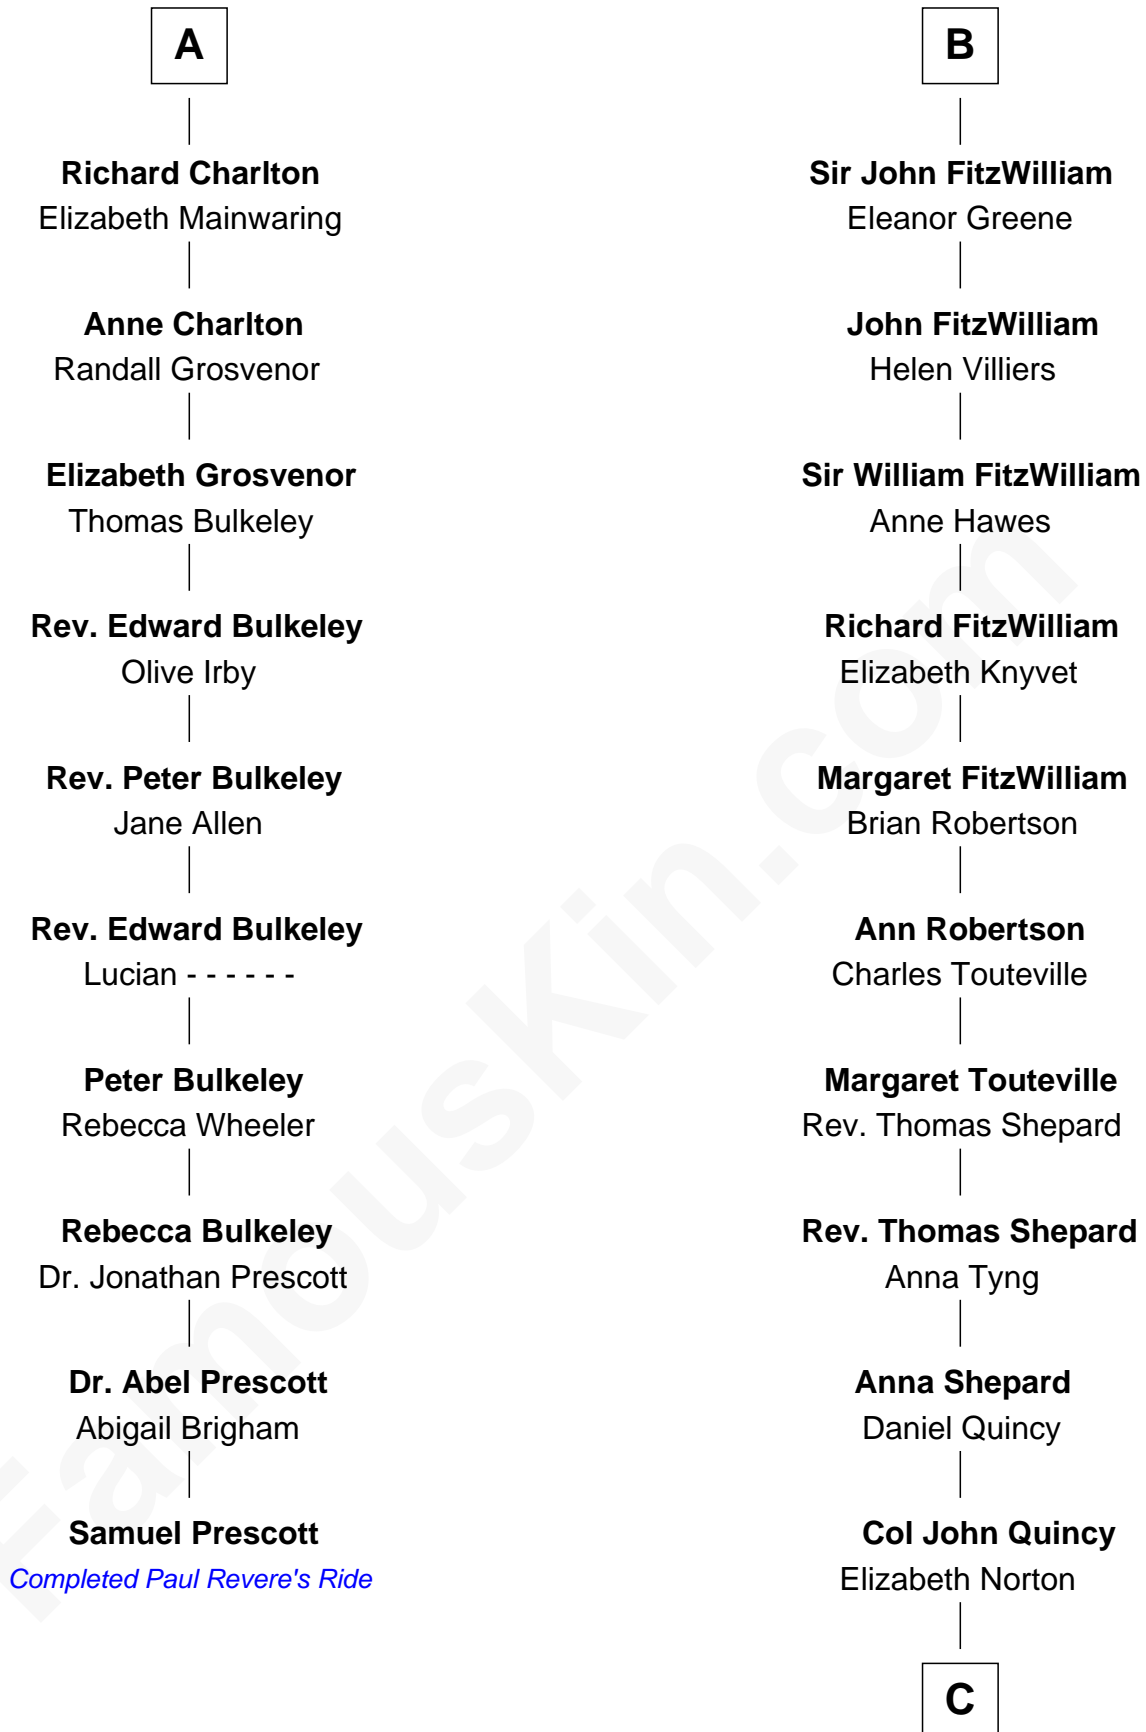 A
Richard Charlton
Elizabeth Mainwaring
Anne Charlton
Randall Grosvenor
Elizabeth Grosvenor
Thomas Bulkeley
Rev. Edward Bulkeley
Olive Irby
Rev. Peter Bulkeley
Jane Allen
Rev. Edward Bulkeley
Lucian - - - - - -
Peter Bulkeley
Rebecca Wheeler
Rebecca Bulkeley
Dr. Jonathan Prescott
Dr. Abel Prescott
Abigail Brigham
Samuel Prescott
Completed Paul Revere's Ride
B
Sir John FitzWilliam
Eleanor Greene
John FitzWilliam
Helen Villiers
Sir William FitzWilliam
Anne Hawes
Richard FitzWilliam
Elizabeth Knyvet
Margaret FitzWilliam
Brian Robertson
Ann Robertson
Charles Touteville
Margaret Touteville
Rev. Thomas Shepard
Rev. Thomas Shepard
Anna Tyng
Anna Shepard
Daniel Quincy
Col John Quincy
Elizabeth Norton
C
FamousKin.com